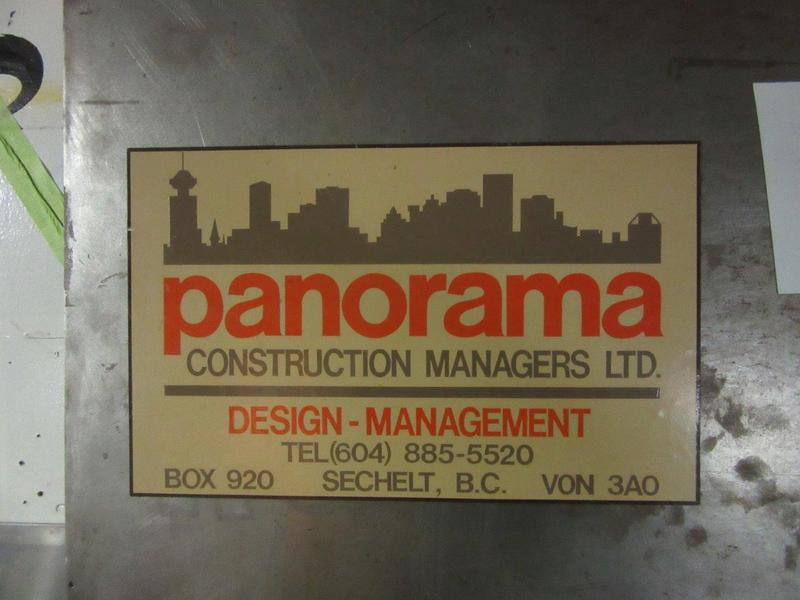 panorama
CONSTRUCTION MANAGERS LTD.
DESIGN - MANAGEMENT
TEL(604) 885-5520
BOX 920 SECHELT, B.C. VON 3AO